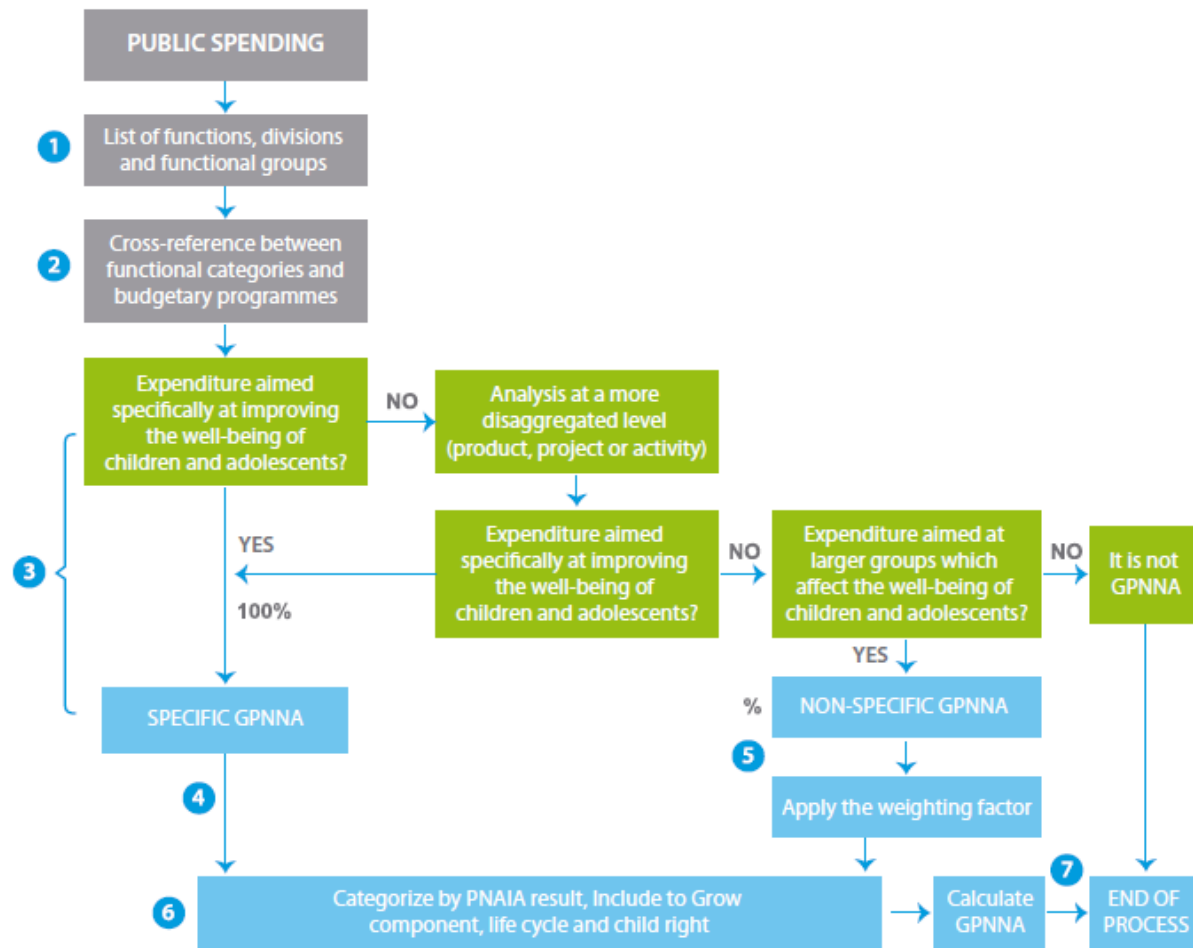 PUBLIC SPENDING
1
List of functions, divisions
and functional groups
2
Cross-reference between
functional categories and
budgetary programmes
3
Expenditure aimed
specifically at improving
the well-being of
children and adolescents?
NO
Analysis at a more
disaggregated level
(product, project or activity)
YES
100%
Expenditure aimed
specifically at improving
the well-being of
children and adolescents?
NO
Expenditure aimed at
larger groups which
affect the well-being of
children and adolescents?
NO
It is not
GPNNA
YES
SPECIFIC GPNNA
%
NON-SPECIFIC GPNNA
4
5
Apply the weighting factor
6
Categorize by PNAIA result, Include to Grow
component, life cycle and child right
Calculate
GPNNA
7
END OF
PROCESS